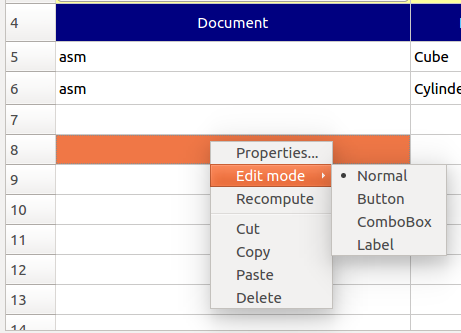 4 Document
5 asm Cube
6 asm Cylinde
7
8
Properties...
9 Edit mode Normal
Button
10 Recompute
ComboBox
11 Cut
Label
12 Copy
13 Paste
Delete
14